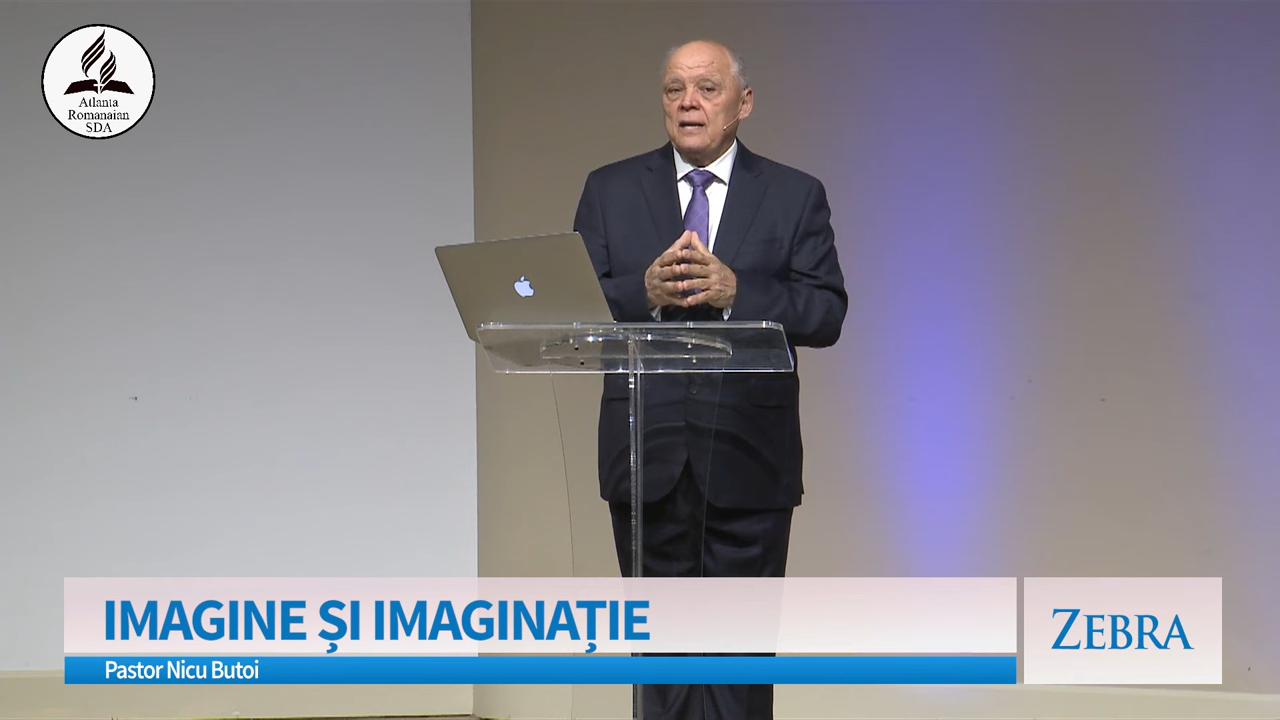 Atlanta
Romanaian
SDA
IMAGINE ȘI IMAGINAȚIE
Pastor Nicu Butoi
ZEBRA